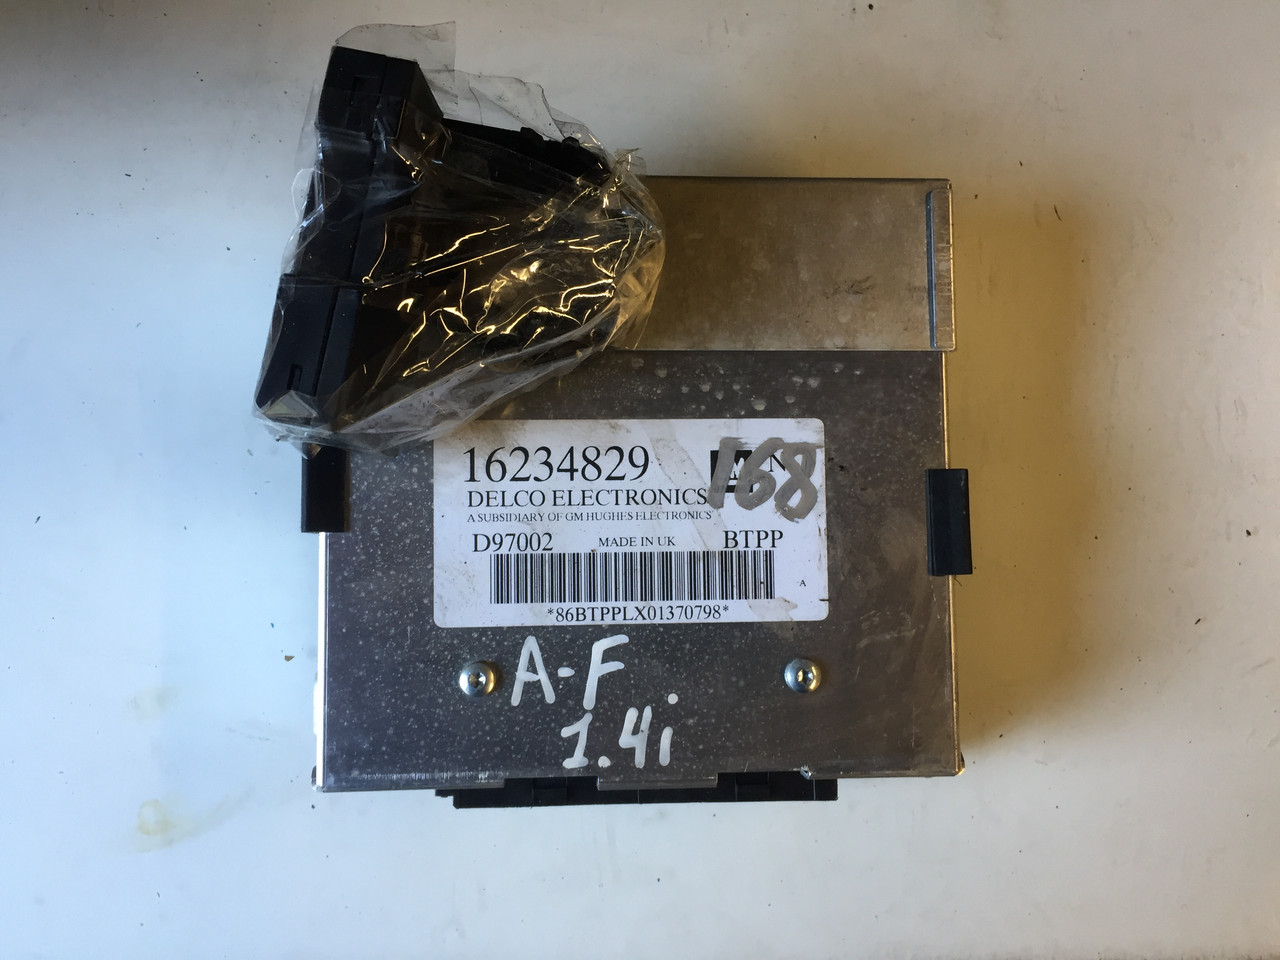 16234829
168
N
DELCO ELECTRONICS
A SUBSIDIARY OF GM HUGHES ELECTRONICS
D97002 MADE IN UK BTPP
A
*86BTPPLX01370798*
A-F
1.4i